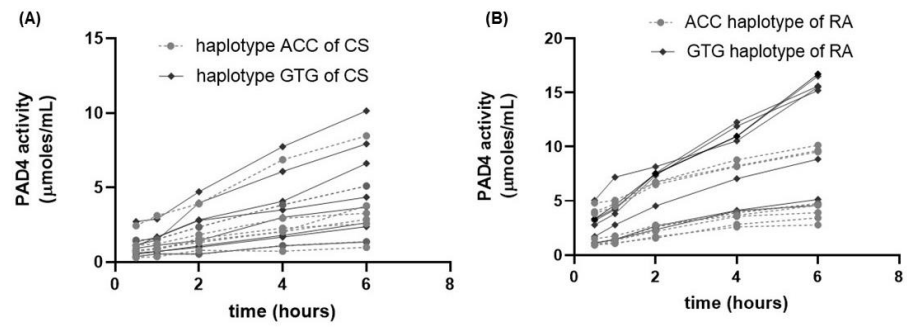 (A)
haplotype ACC of CS
haplotype GTG of CS
15
10
5
0
PAD4 activity
(μmoles/mL)
0 2 4 6 8
time (hours)
(B)
ACC haplotype of RA
GTG haplotype of RA
20
15
10
5
0
PAD4 activity
(μmoles/mL)
0 2 4 6 8
time (hours)